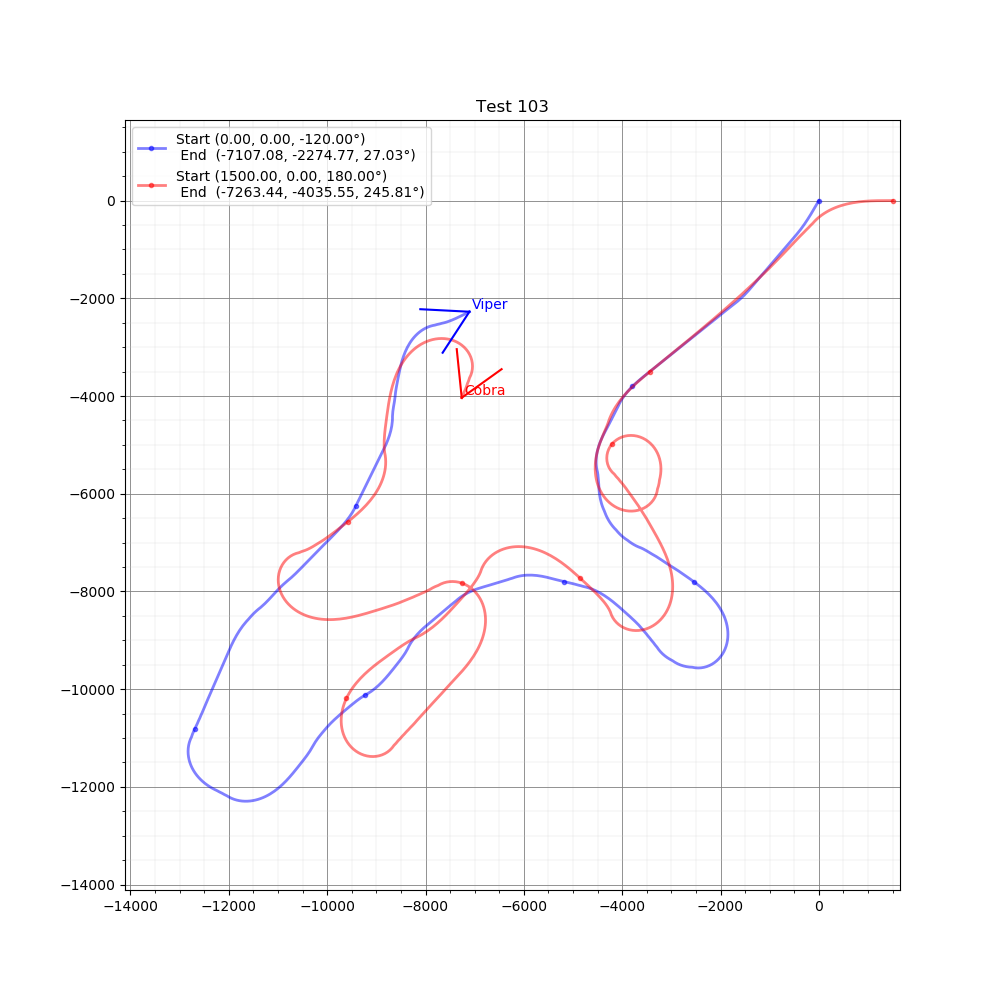 Test 103
Start (0.00, 0.00, -120.00°)
End (-7107.08, -2274.77, 27.03°)
Start (1500.00, 0.00, 180.00°)
End (-7263.44, -4035.55, 245.81°)
0
−2000
−4000
−6000
−8000
−10000
−12000
−14000
Viper
Cobra
−14000 −12000 −10000 −8000 −6000 −4000 −2000 0